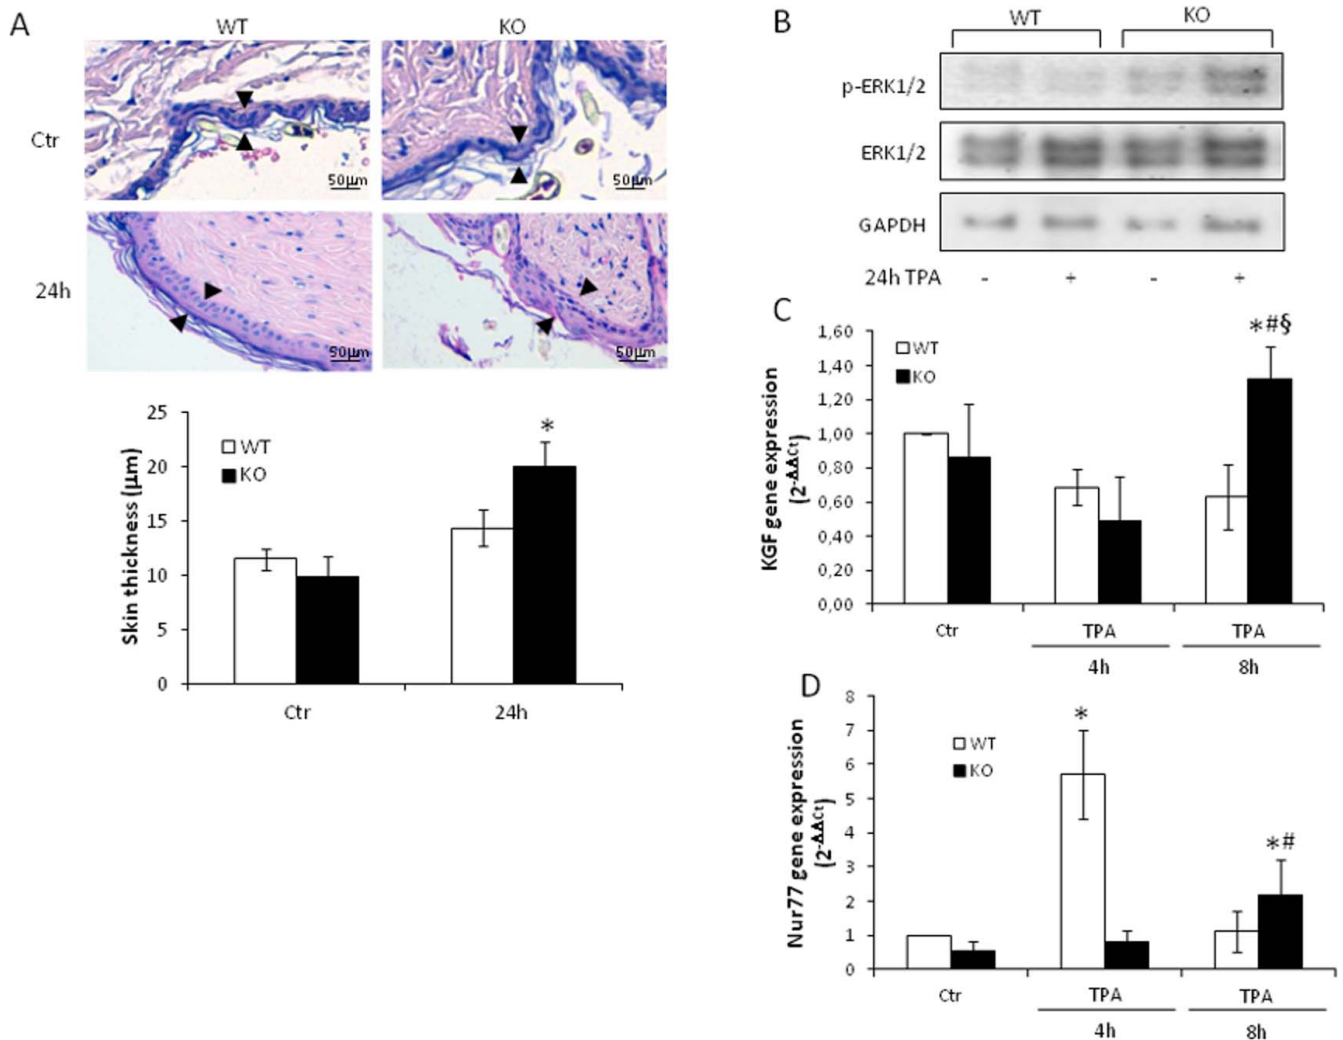 A
WT
KO
Ctr
50µm
50µm
24h
50µm
50µm
25
20
15
10
5
0
Skin thickness (µm)
WT
KO
*
Ctr
24h
B
WT
KO
p-ERK1/2
ERK1/2
GAPDH
24h TPA - + - +
C
1,60
1,40
1,20
1,00
0,80
0,60
0,40
0,20
0,00
KGF gene expression
(2-ΔΔCt)
WT
KO
*#§
Ctr
TPA
TPA
4h
8h
D
8
7
6
5
4
3
2
1
0
Nur77 gene expression
(2-ΔΔCt)
WT
KO
*
*#
Ctr
TPA
TPA
4h
8h